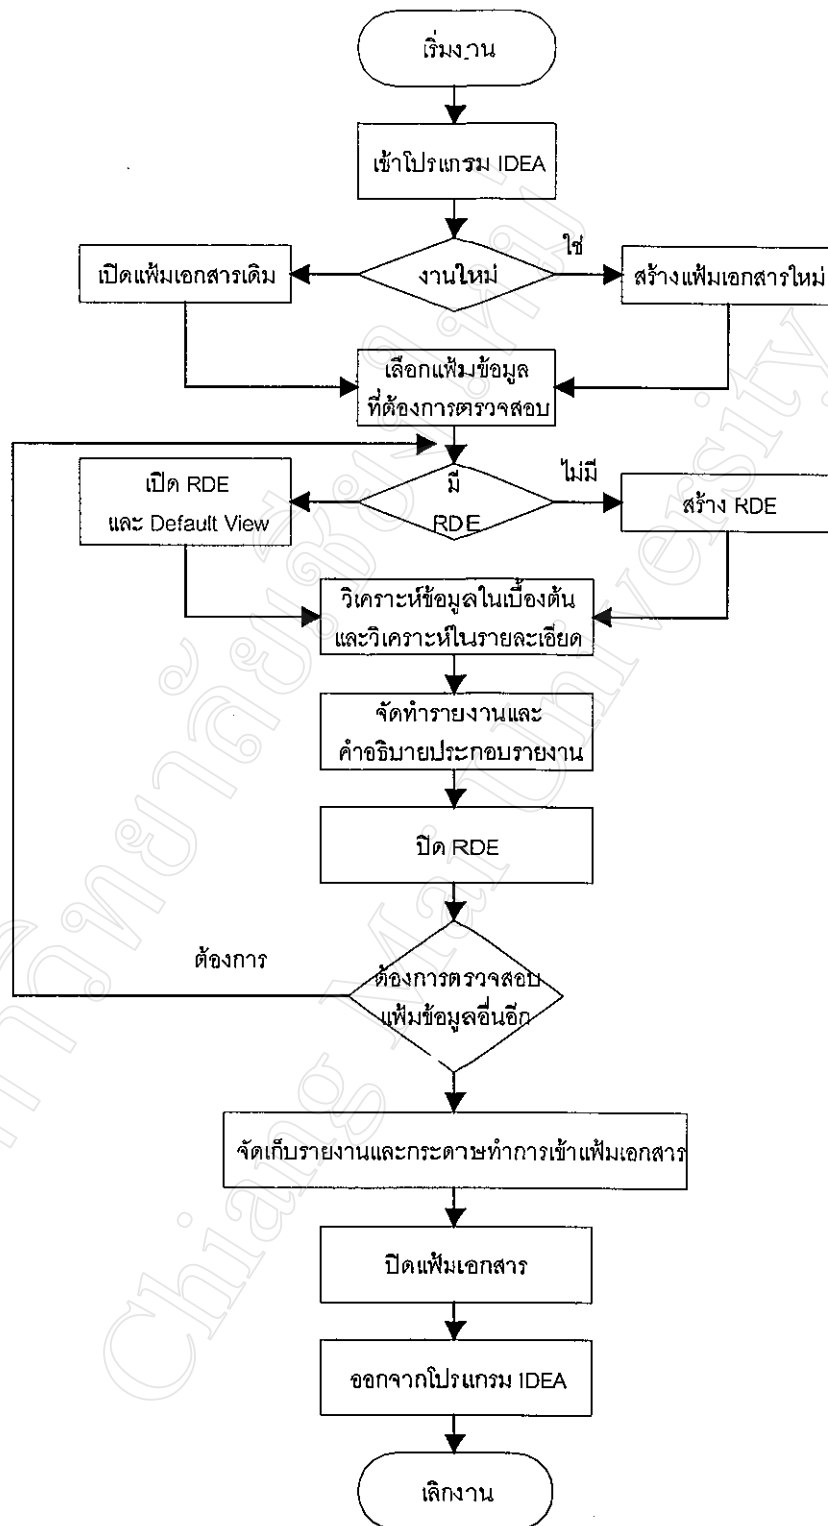 เริ่มงาน
เข้าโปรแกรม IDEA
ใช่
เปิดแฟ้มเอกสารเดิม
งานใหม่
สร้างแฟ้มเอกสารใหม่
เลือกแฟ้มข้อมูล
ที่ต้องการตรวจสอบ
เปิด RDE
และ Default View
มี
RDE
ไม่มี
สร้าง RDE
วิเคราะห์ข้อมูลในเบื้องต้น
และวิเคราะห์ในรายละเอียด
จัดทำรายงานและ
คำอธิบายประกอบรายงาน
ปิด RDE
ต้องการ
ต้องการตรวจสอบ
แฟ้มข้อมูลอื่นอีก
จัดเก็บรายงานและกระดาษทำการเข้าแฟ้มเอกสาร
ปิดแฟ้มเอกสาร
ออกจากโปรแกรม IDEA
เลิกงาน
Chiang Mai University